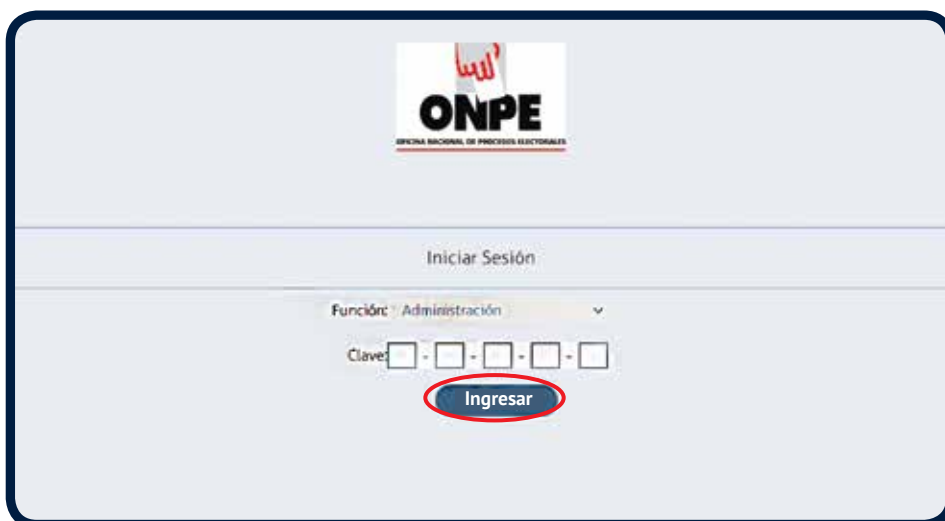 ONPE
OFICINA NACIONAL DE PROCESOS ELECTORALES
Iniciar Sesión
Función: Administración
Clave: - - - -
Ingresar